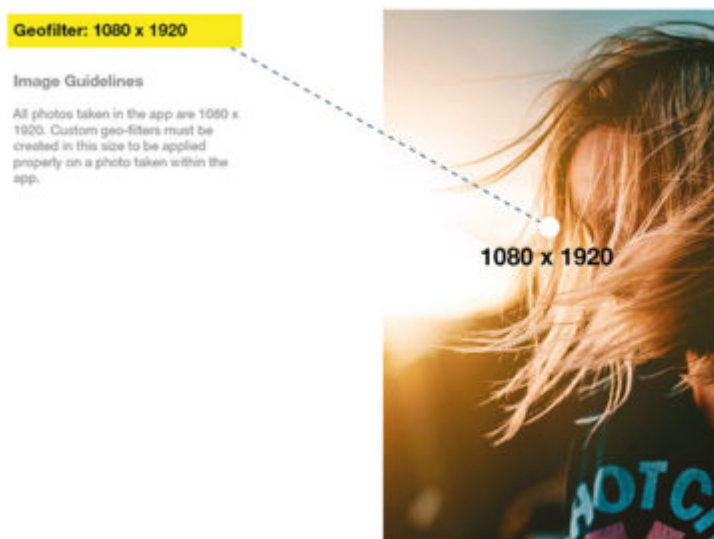 Geofilter: 1080 x 1920
Image Guidelines
All photos taken in the app are 1080 x
1920. Custom geo-filters must be
created in this size to be applied
properly on a photo taken within the
app.
1080 x 1920
HOT